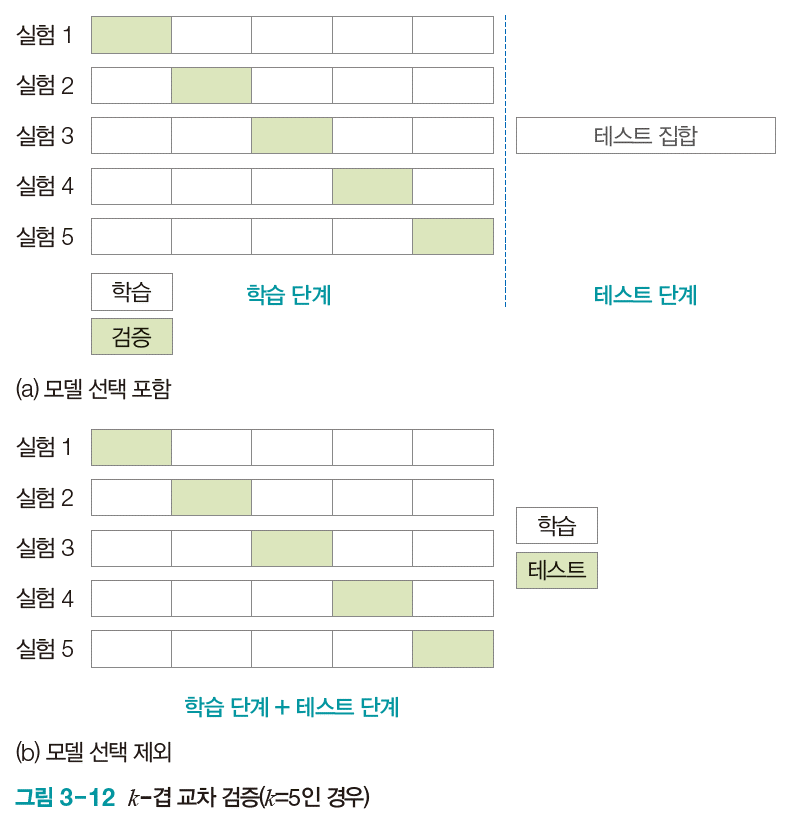 실험 1
실험 2
실험 3
테스트 집합
실험 4
실험 5
학습
학습 단계
테스트 단계
검증
(a) 모델 선택 포함
실험 1
실험 2
학습
실험 3
테스트
실험 4
실험 5
학습 단계 + 테스트 단계
(b) 모델 선택 제외
그림 3-12 k-겹 교차 검증(k=5인 경우)